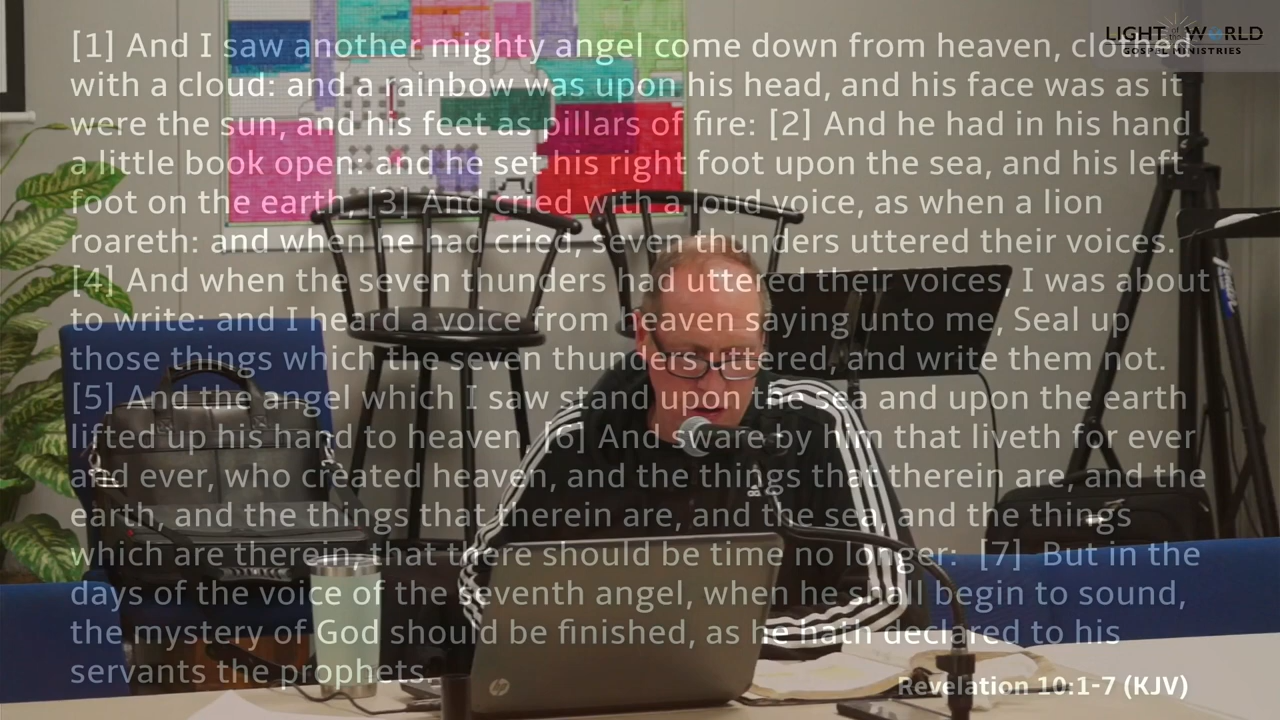 LIGHT of the WORLD
GOSPEL MINISTRIES
[1] And I saw another mighty angel come down from heaven, clothed
with a cloud: and a rainbow was upon his head, and his face was as it
were the sun, and his feet as pillars of fire: [2] And he had in his hand
a little book open: and he set his right foot upon the sea, and his left
foot on the earth, [3] And cried with a loud voice, as when a lion
roareth: and when he had cried, seven thunders uttered their voices.
[4] And when the seven thunders had uttered their voices, I was about
to write: and I heard a voice from heaven saying unto me, Seal up
those things which the seven thunders uttered, and write them not.
[5] And the angel which I saw stand upon the sea and upon the earth
lifted up his hand to heaven, [6] And sware by him that liveth for ever
and ever, who created heaven, and the things that therein are, and the
earth, and the things that therein are, and the sea, and the things
which are therein, that there should be time no longer: [7] But in the
days of the voice of the seventh angel, when he shall begin to sound,
the mystery of God should be finished, as he hath declared to his
servants the prophets.
Revelation 10:1-7 (KJV)
hp